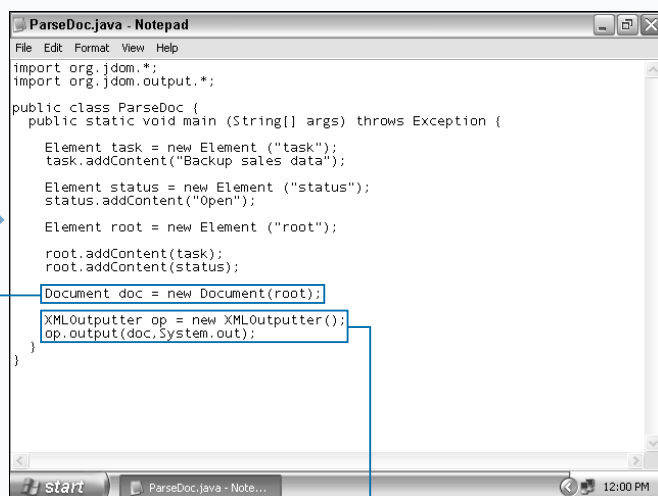 ParseDoc.java - Notepad
File Edit Format View Help
import org.jdom.*;
import org.jdom.output.*;
public class ParseDoc {
public static void main (String[] args) throws Exception {
Element task = new Element ("task");
task.addContent("Backup sales data");
Element status = new Element ("status");
status.addContent("Open");
Element root = new Element ("root");
root.addContent(task);
root.addContent(status);
Document doc = new Document(root);
XMLOutputter op = new XMLOutputter();
op.output(doc,System.out);
}
}
start
ParseDoc.java - Note...
12:00 PM